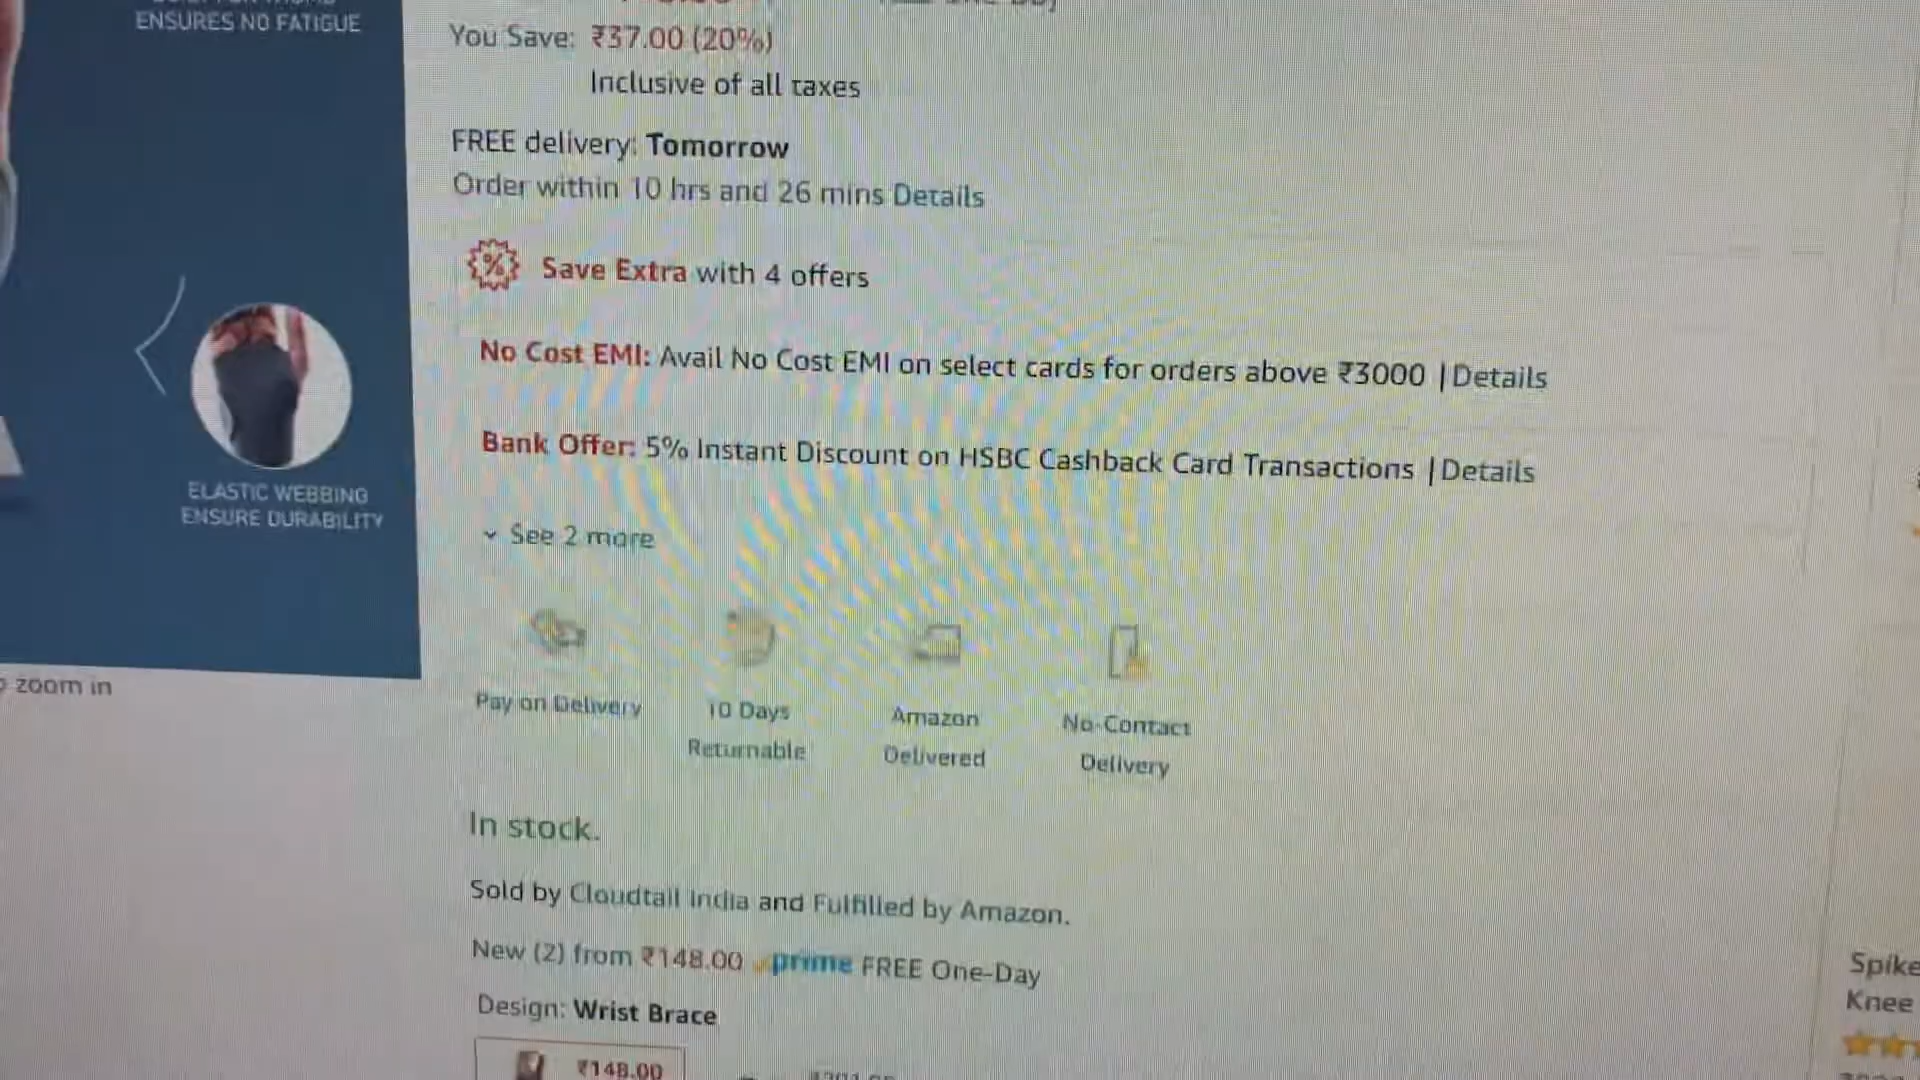 ENSURES NO FATIGUE
You Save: ₹37.00 (20%)
Inclusive of all taxes
FREE delivery: Tomorrow
Order within 10 hrs and 26 mins Details
% Save Extra with 4 offers
No Cost EMI: Avail No Cost EMI on select cards for orders above ₹3000 | Details
Bank Offer: 5% Instant Discount on HSBC Cashback Card Transactions | Details
See 2 more
ELASTIC WEBBING
ENSURE DURABILITY
zoom in
Pay on Delivery
10 Days
Returnable
Amazon
Delivered
No-Contact
Delivery
In stock.
Sold by Cloudtail India and Fulfilled by Amazon.
New (2) from ₹148.00 prime FREE One-Day
Design: Wrist Brace
₹148.00
Spike
Knee